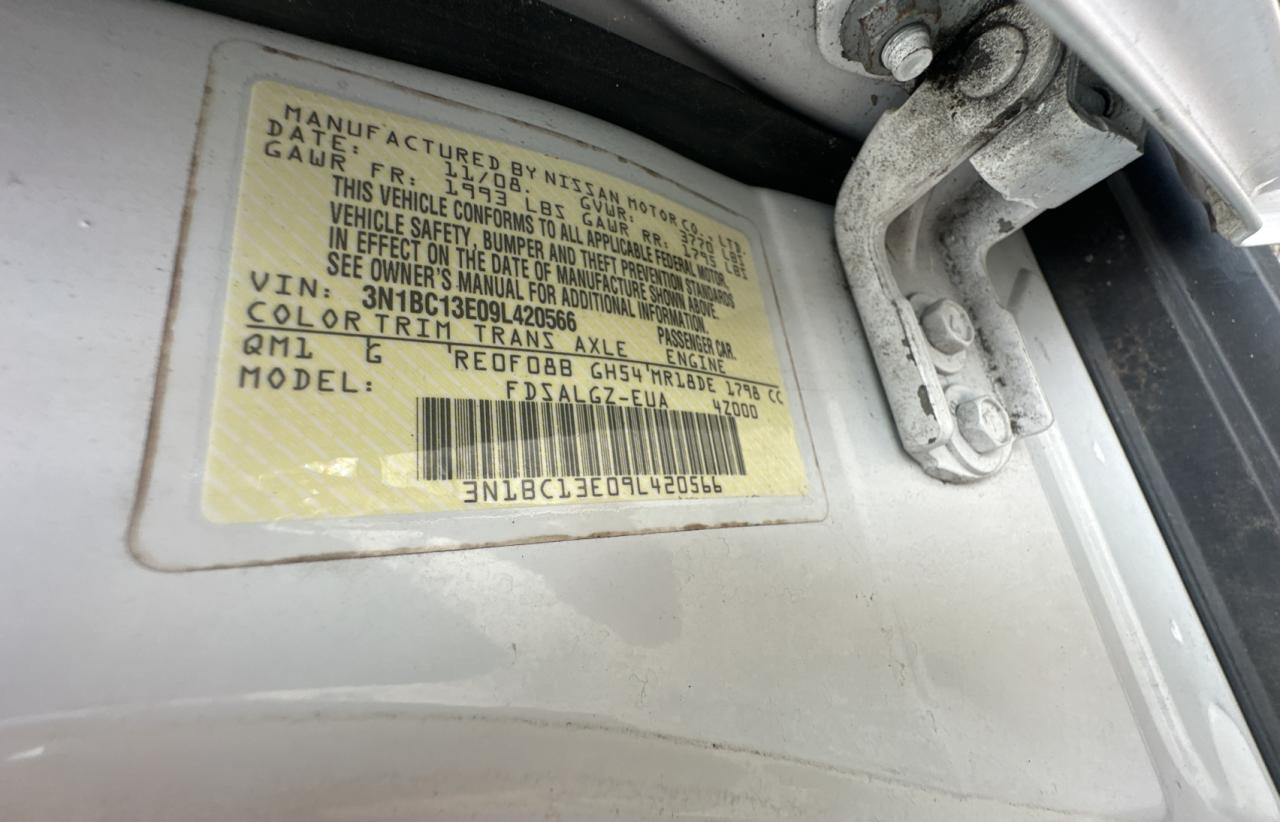 MANUFACTURED BY NISSAN MOTOR CO., LTD
DATE: 11/08. GVWR: 3770 LBS
GAWR FR: 1993 LBS GAWR RR: 1795 LBS
THIS VEHICLE CONFORMS TO ALL APPLICABLE FEDERAL MOTOR
VEHICLE SAFETY, BUMPER AND THEFT PREVENTION STANDARDS
IN EFFECT ON THE DATE OF MANUFACTURE SHOWN ABOVE.
SEE OWNER'S MANUAL FOR ADDITIONAL INFORMATION.
VIN: 3N1BC13E09L420566 PASSENGER CAR.
COLOR TRIM TRANS AXLE ENGINE
QM1 G RE0F08B GH54 MR18DE 1798 CC
MODEL: FDSALGZ-EUA 4Z000
3N1BC13E09L420566